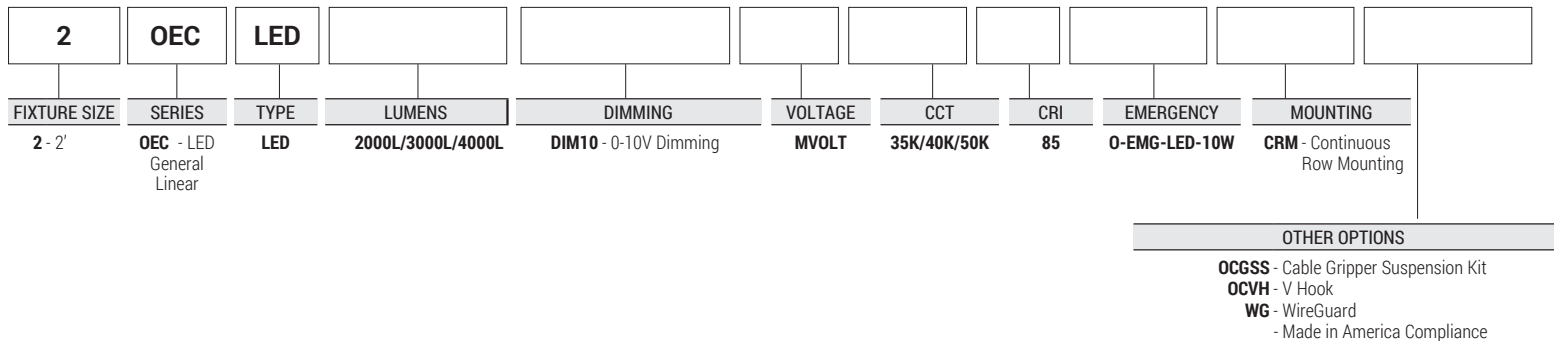 2 OEC LED
FIXTURE SIZE SERIES TYPE LUMENS DIMMING VOLTAGE CCT CRI EMERGENCY MOUNTING
2 - 2' OEC - LED LED 2000L/3000L/4000L DIM10 - 0-10V Dimming MVOLT 35K/40K/50K 85 O-EMG-LED-10W CRM - Continuous
General Row Mounting
Linear
OTHER OPTIONS
OCGSS - Cable Gripper Suspension Kit
OCVH - V Hook
WG - WireGuard
- Made in America Compliance